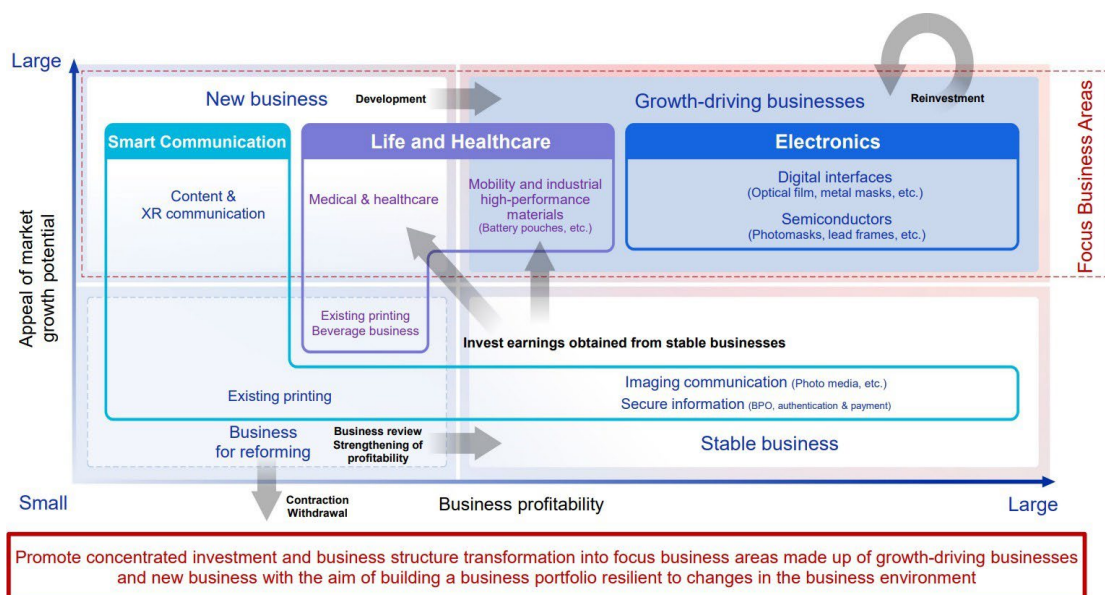 Large
New business
Development
Growth-driving businesses
Reinvestment
Focus Business Areas
Smart Communication
Life and Healthcare
Electronics
Content &
XR communication
Medical & healthcare
Mobility and industrial
high-performance
materials
(Battery pouches, etc.)
Digital interfaces
(Optical film, metal masks, etc.)
Semiconductors
(Photomasks, lead frames, etc.)
Appeal of market
growth potential
Existing printing
Beverage business
Invest earnings obtained from stable businesses
Existing printing
Imaging communication (Photo media, etc.)
Secure information (BPO, authentication & payment)
Business
for reforming
Business review
Strengthening of
profitability
Stable business
Small
Contraction
Withdrawal
Business profitability
Large
Promote concentrated investment and business structure transformation into focus business areas made up of growth-driving businesses
and new business with the aim of building a business portfolio resilient to changes in the business environment